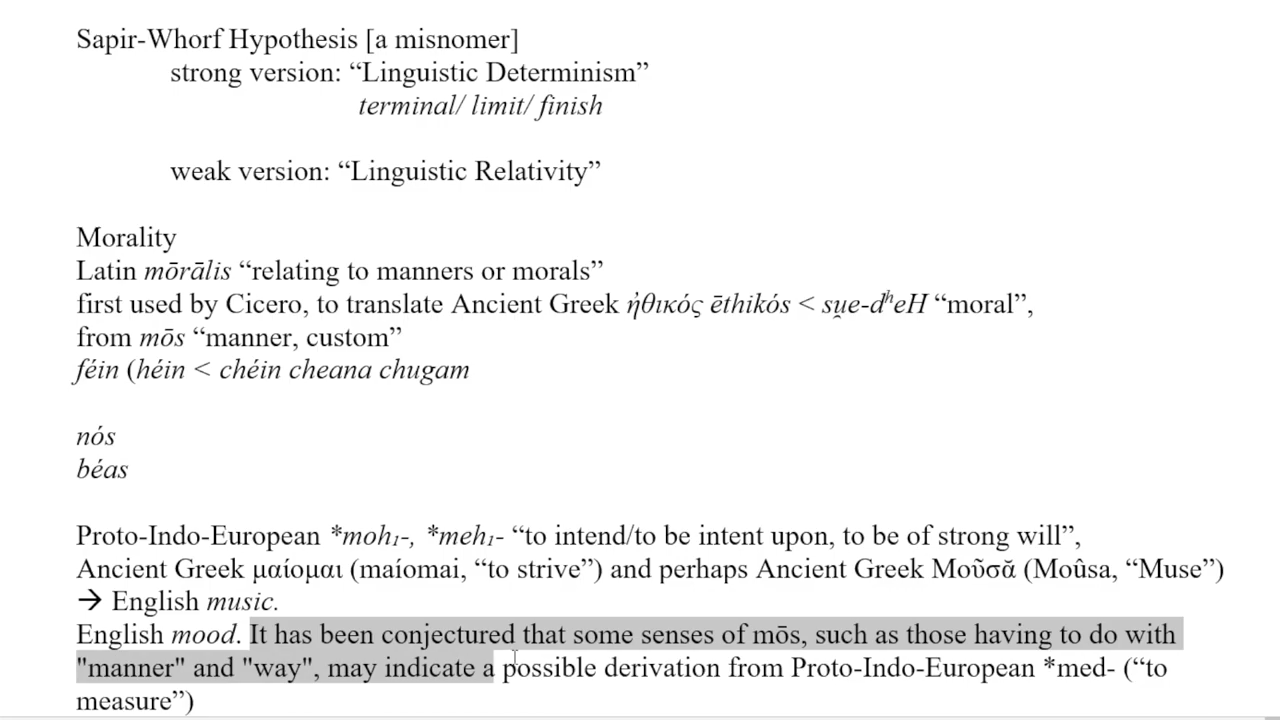 Sapir-Whorf Hypothesis [a misnomer]
strong version: “Linguistic Determinism”
terminal/ limit/ finish
weak version: “Linguistic Relativity”
Morality
Latin mōrālis “relating to manners or morals”
first used by Cicero, to translate Ancient Greek ἠθικός ēthikós < su̯e-dʰeH “moral”,
from mōs “manner, custom”
féin (héin < chéin cheana chugam
nós
béas
Proto-Indo-European *moh₁-, *meh₁- “to intend/to be intent upon, to be of strong will”,
Ancient Greek μαίομαι (maíomai, “to strive”) and perhaps Ancient Greek Μοῦσᾰ (Moûsa, “Muse”)
→ English music.
English mood. It has been conjectured that some senses of mōs, such as those having to do with
"manner" and "way", may indicate a possible derivation from Proto-Indo-European *med- (“to
measure”)